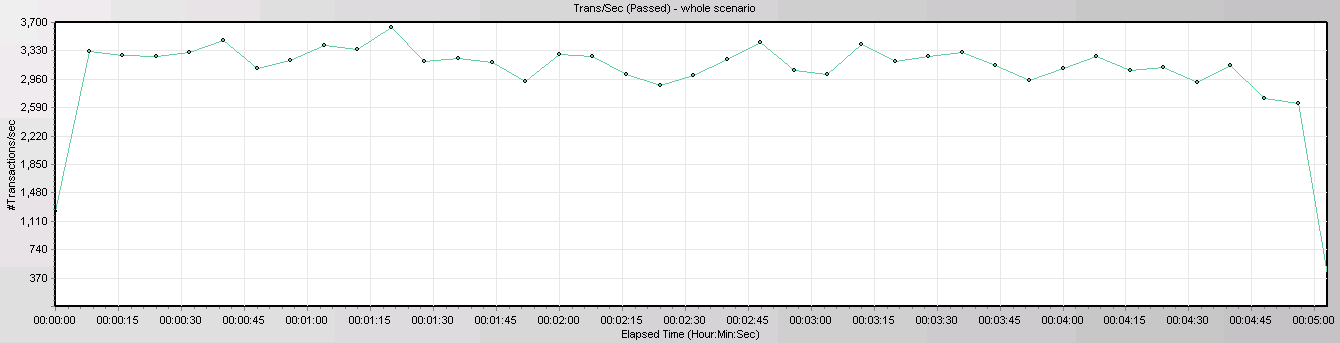 Trans/Sec (Passed) - whole scenario
3,700
3,330
2,960
2,590
2,220
1,850
1,480
1,110
740
370
#Transactions/sec
00:00:00 00:00:15 00:00:30 00:00:45 00:01:00 00:01:15 00:01:30 00:01:45 00:02:00 00:02:15 00:02:30 00:02:45 00:03:00 00:03:15 00:03:30 00:03:45 00:04:00 00:04:15 00:04:30 00:04:45 00:05:00
Elapsed Time (Hour:Min:Sec)